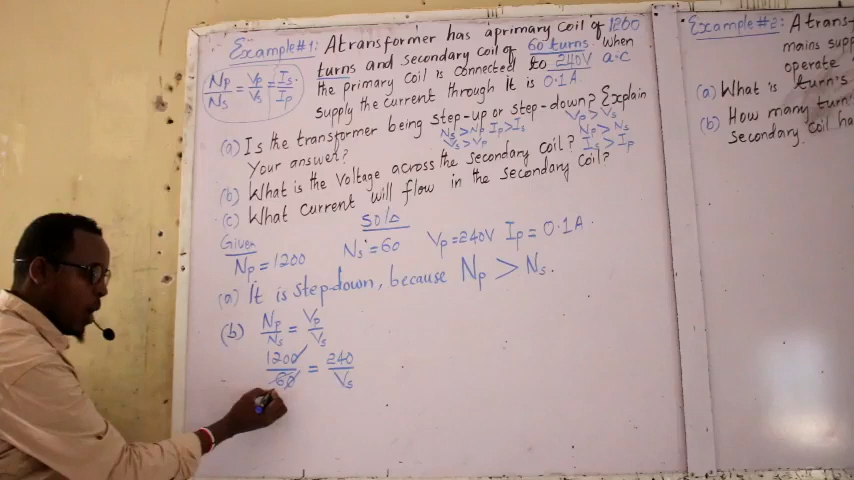 Example#1: A transformer has a primary coil of 1200
turns and secondary coil of 60 turns. When
the primary coil is connected to 240V a.c
supply the current through it is 0.1A.
Np/Ns = Vp/Vs = Is/Ip
(a) Is the transformer being step-up or step-down? Explain
Your answer?
Ns > Np Ip > Is
Vs > Vp
Vp > Vs
Np > Ns
Is > Ip
(b) What is the Voltage across the secondary coil?
(c) What current will flow in the secondary coil?
Soln
Given
Np = 1200 Ns = 60 Vp = 240V Ip = 0.1A.
(a) It is step-down, because Np > Ns.
(b) Np/Ns = Vp/Vs
1200/60 = 240/Vs
Example#2: A trans-
mains supp
operate
(a) What is turn's
(b) How many turn
secondary coil ha